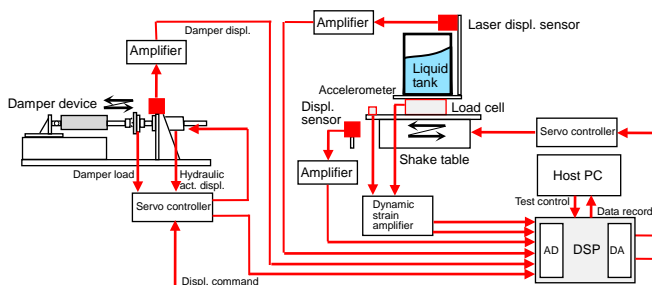 Damper displ.
Amplifier
Laser displ. sensor
Amplifier
Liquid
tank
Accelerometer
Damper device
Displ.
sensor
Load cell
Servo controller
Shake table
Damper load
Hydraulic
act. displ.
Amplifier
Host PC
Servo controller
Dynamic
strain
amplifier
Test control
Data record
AD
DSP
DA
Displ. command